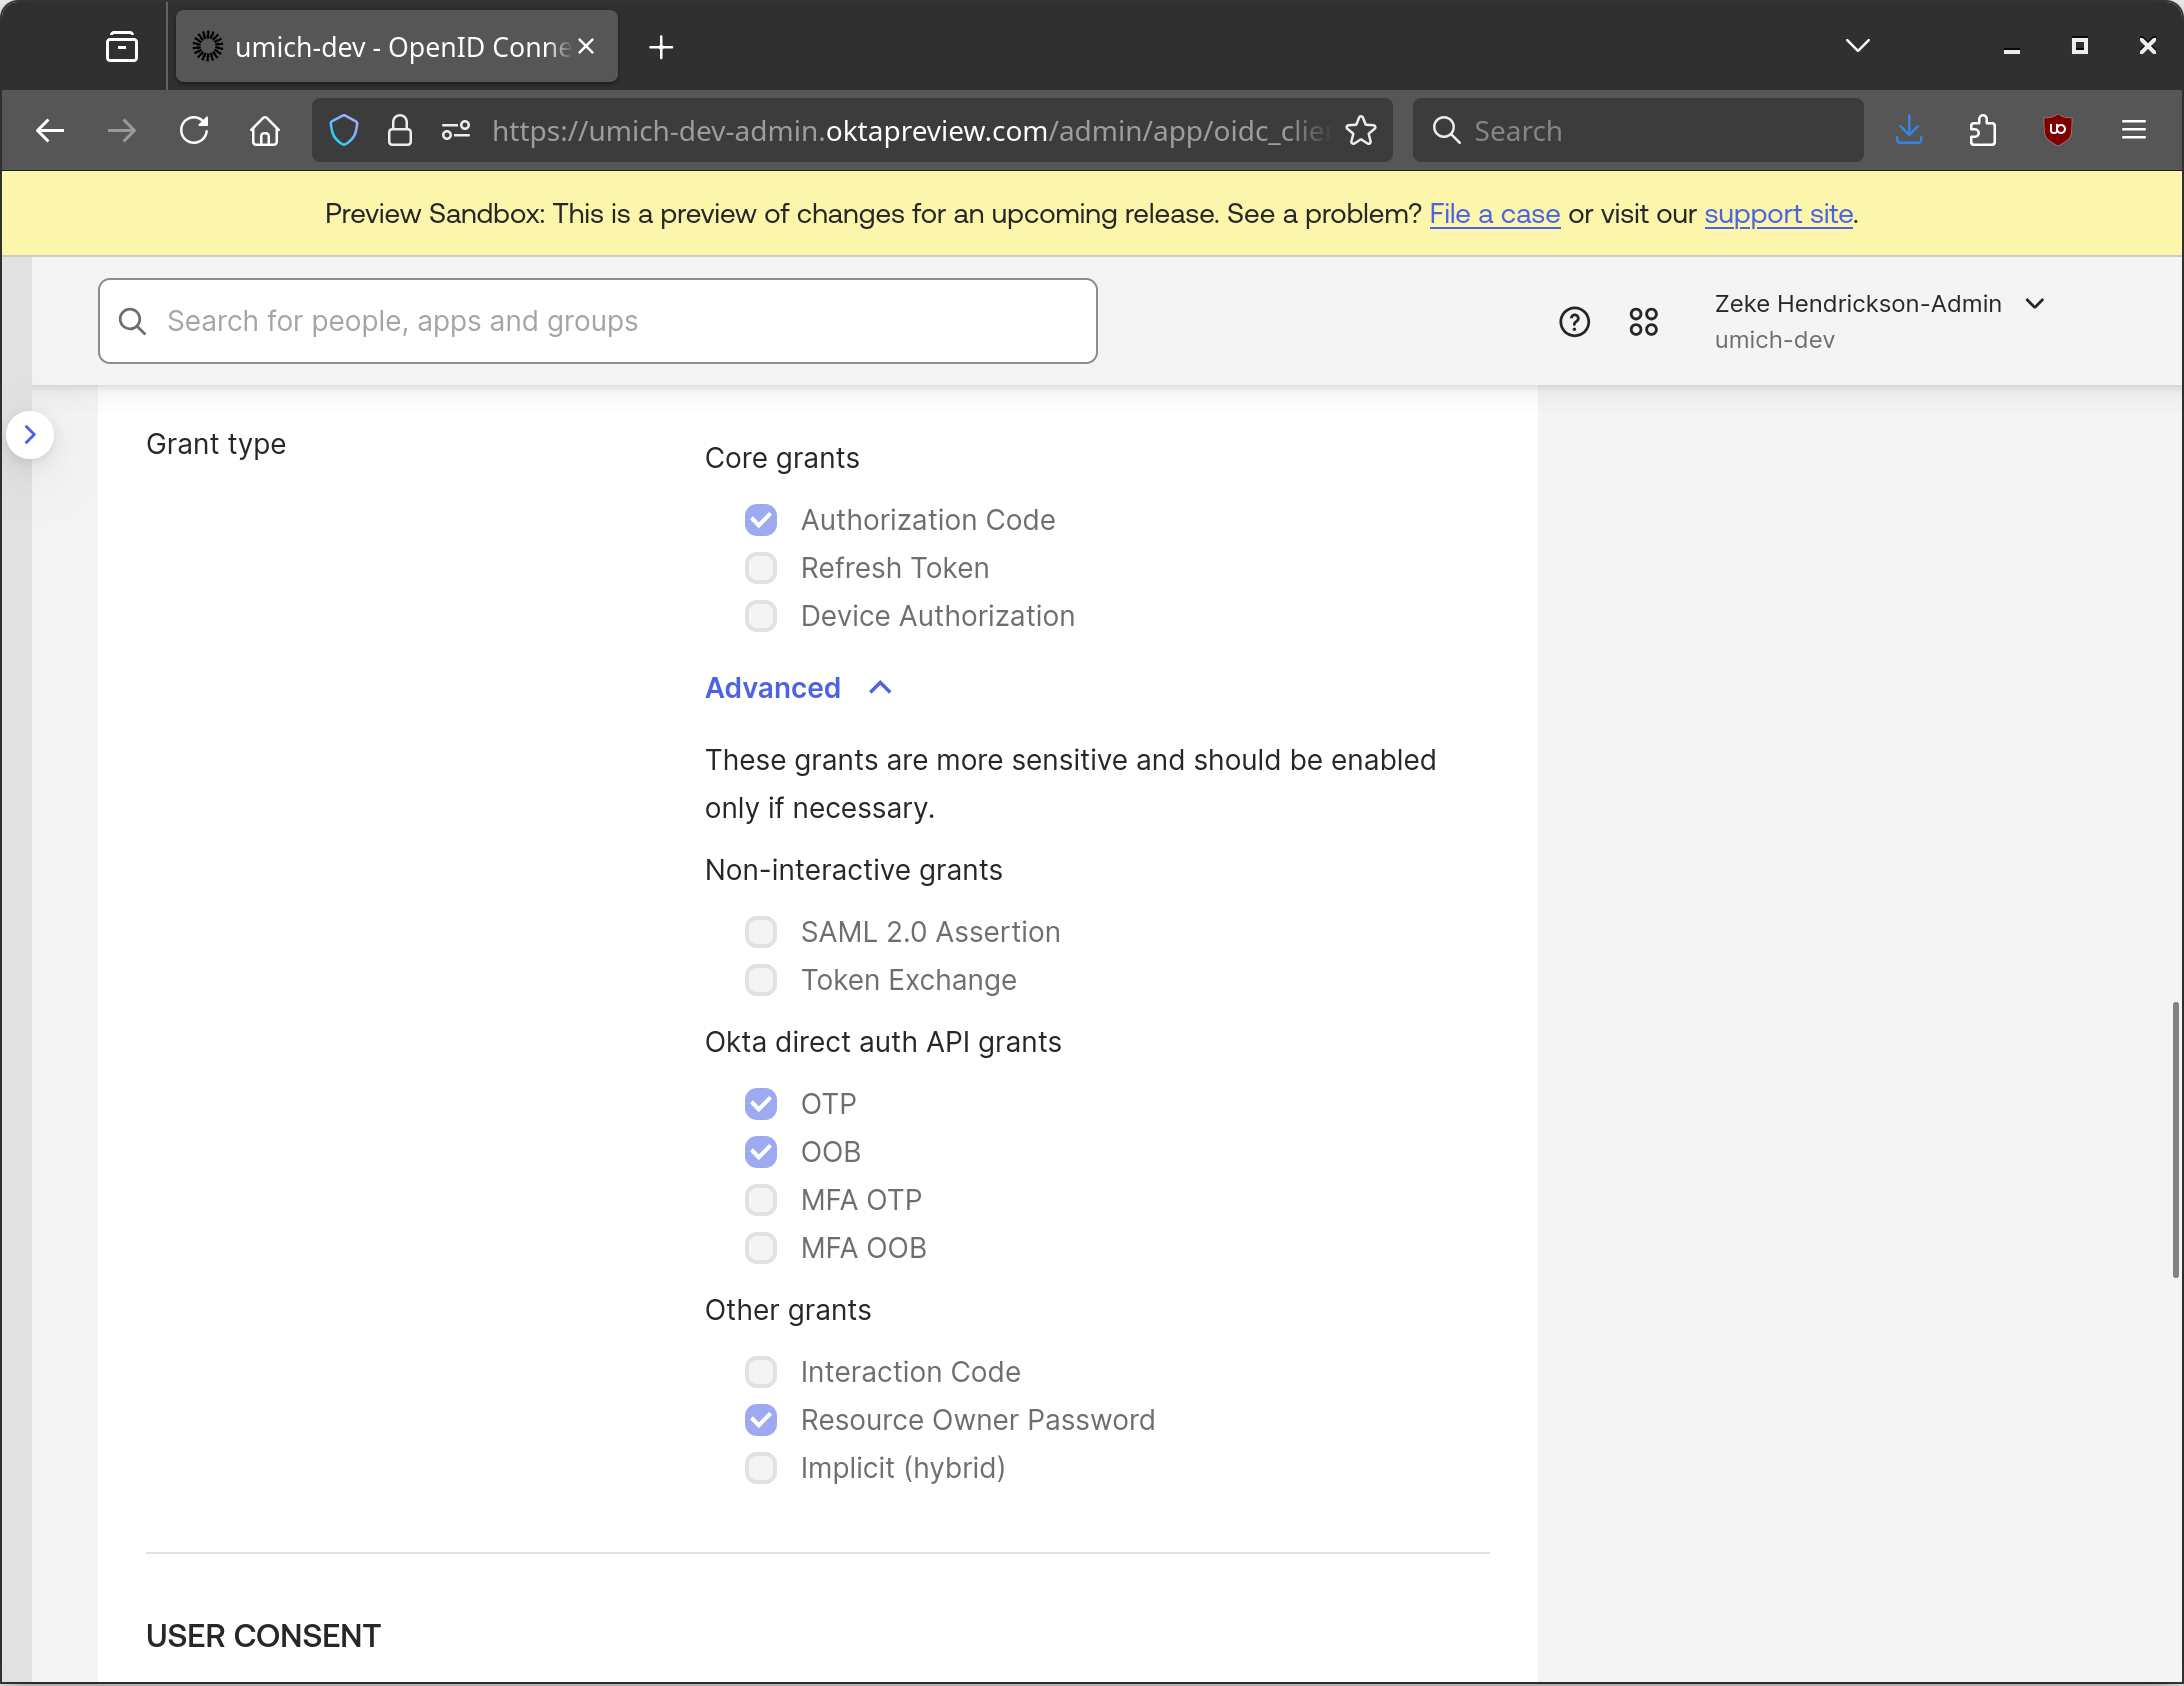 umich-dev - OpenID Conne
https://umich-dev-admin.oktapreview.com/admin/app/oidc_clien
Search
Preview Sandbox: This is a preview of changes for an upcoming release. See a problem? File a case or visit our support site.
Search for people, apps and groups
Zeke Hendrickson-Admin
umich-dev
Grant type
Core grants
Authorization Code
Refresh Token
Device Authorization
Advanced
These grants are more sensitive and should be enabled
only if necessary.
Non-interactive grants
SAML 2.0 Assertion
Token Exchange
Okta direct auth API grants
OTP
OOB
MFA OTP
MFA OOB
Other grants
Interaction Code
Resource Owner Password
Implicit (hybrid)
USER CONSENT